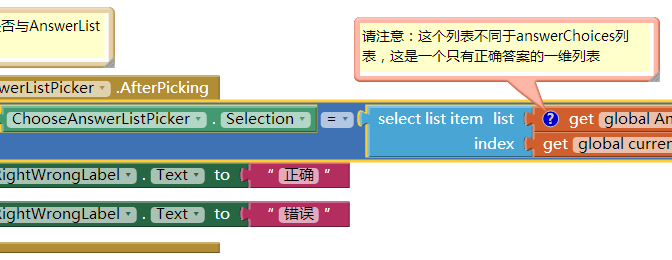 否与AnswerList
请注意：这个列表不同于answerChoices列
表，这是一个只有正确答案的一维列表
werListPicker .AfterPicking
ChooseAnswerListPicker . Selection = select list item list ? get global An
index get global curren
RightWrongLabel . Text to “ 正确 ”
RightWrongLabel . Text to “ 错误 ”